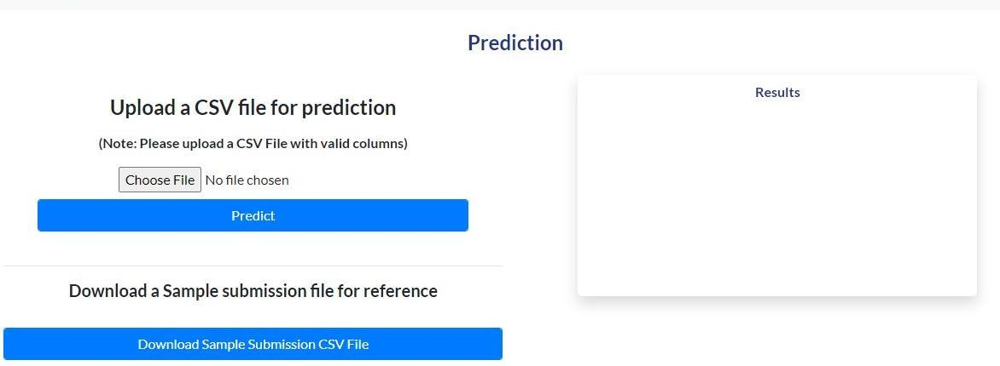 Prediction
Upload a CSV file for prediction
(Note: Please upload a CSV File with valid columns)
Choose File No file chosen
Predict
Download a Sample submission file for reference
Download Sample Submission CSV File
Results